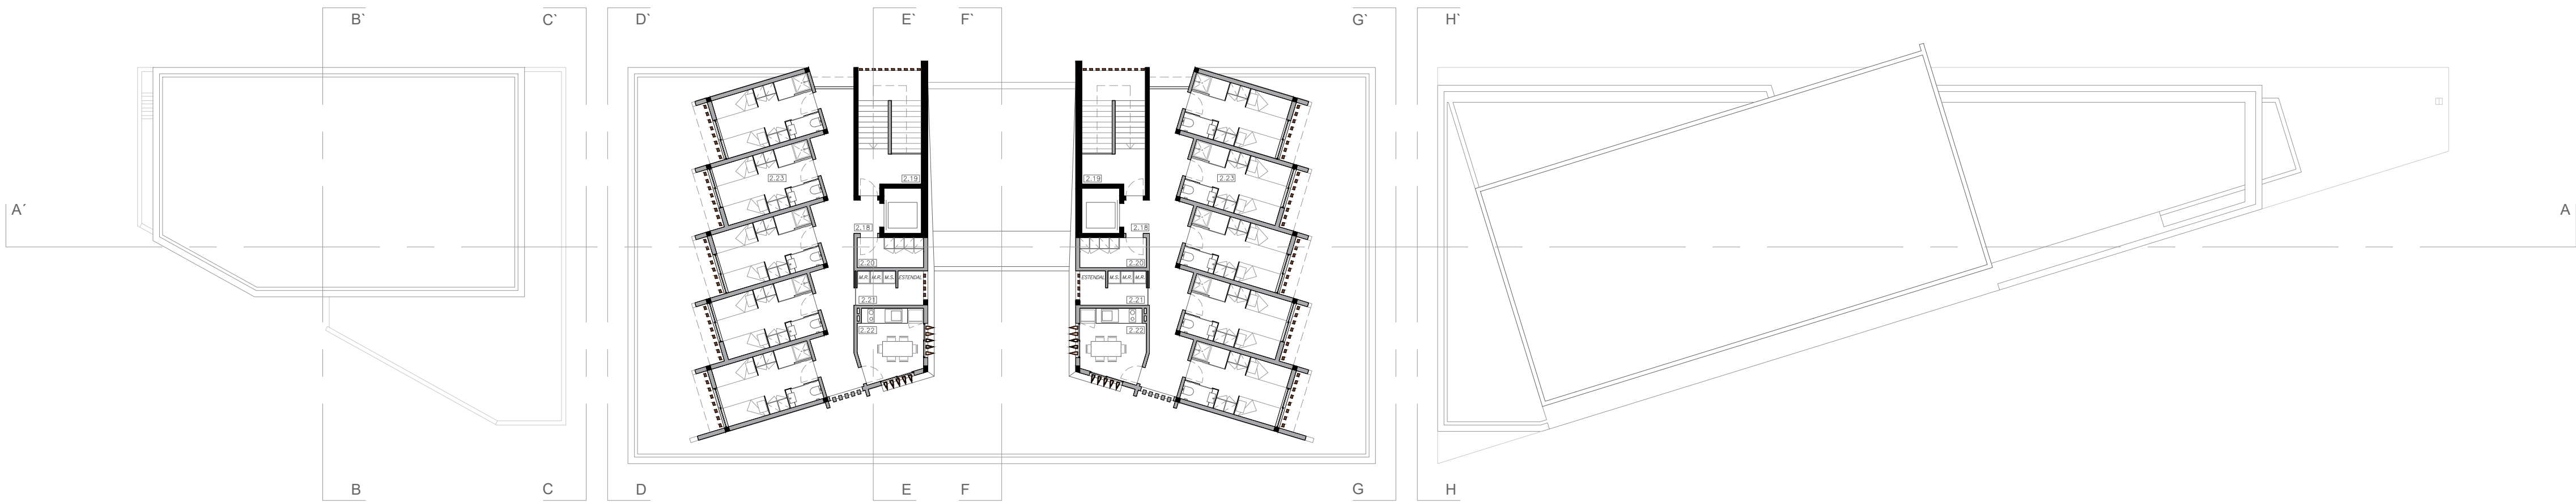 B` C` D` E` F` G` H`
2.23 2.19 2.19 2.23
A´ A
2.18 2.18
2.20 2.20
M.R. M.R. M.S. ESTENDAL ESTENDAL M.S. M.R. M.R.
2.21 2.21
2.22 2.22
B C D E F G H